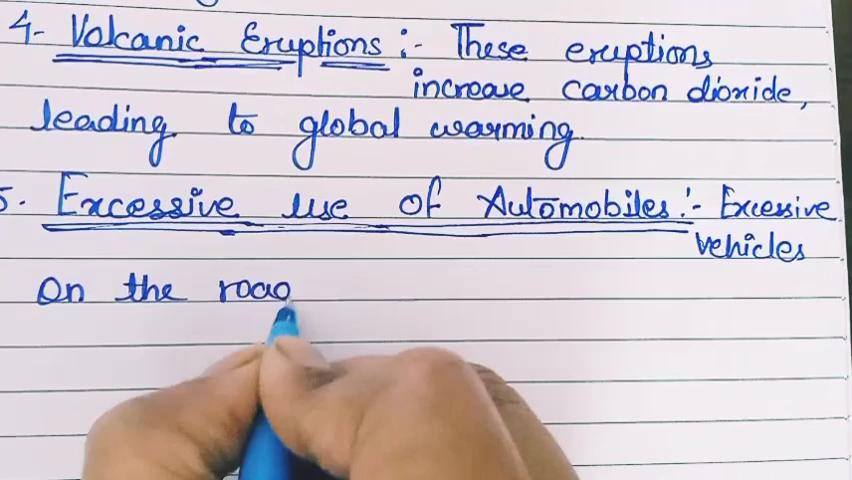 4- Volcanic Eruptions :- These eruptions
increase carbon dioxide,
leading to global warming.
5. Excessive use of Automobiles :- Excessive
vehicles
On the roa